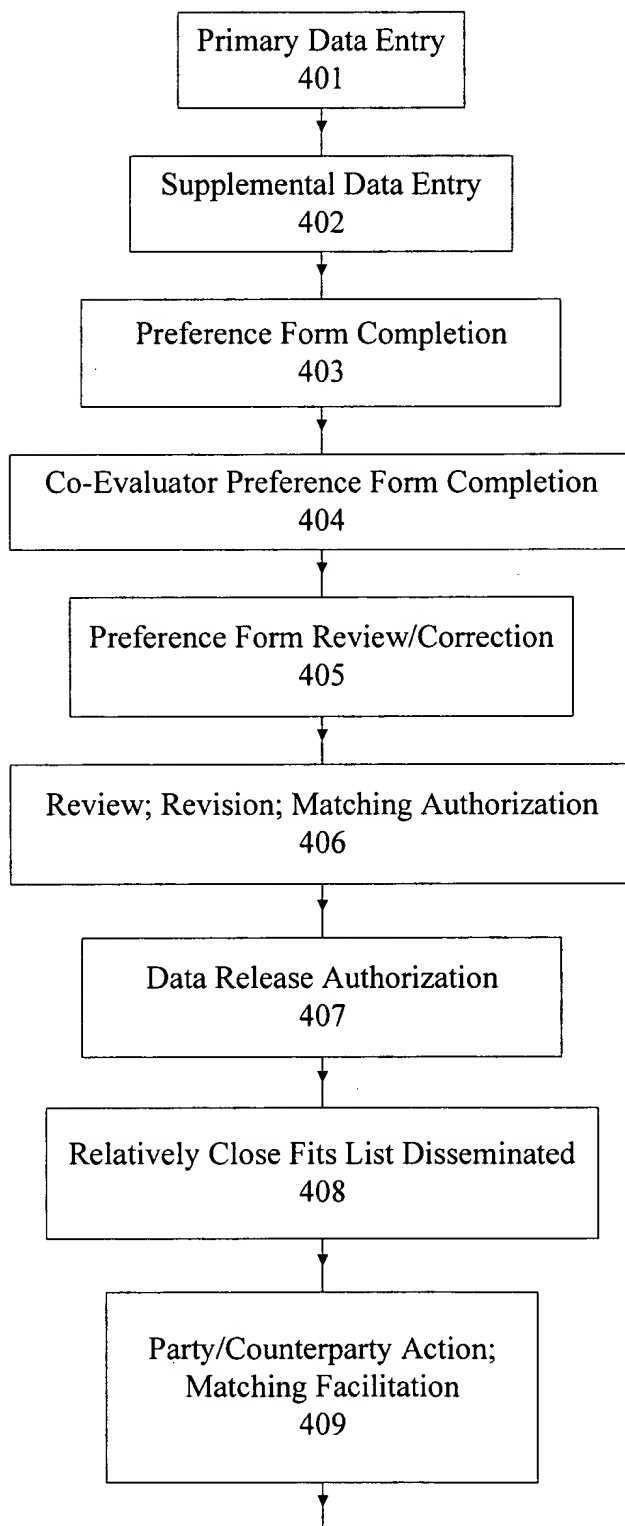 Primary Data Entry
401
Supplemental Data Entry
402
Preference Form Completion
403
Co-Evaluator Preference Form Completion
404
Preference Form Review/Correction
405
Review; Revision; Matching Authorization
406
Data Release Authorization
407
Relatively Close Fits List Disseminated
408
Party/Counterparty Action;
Matching Facilitation
409